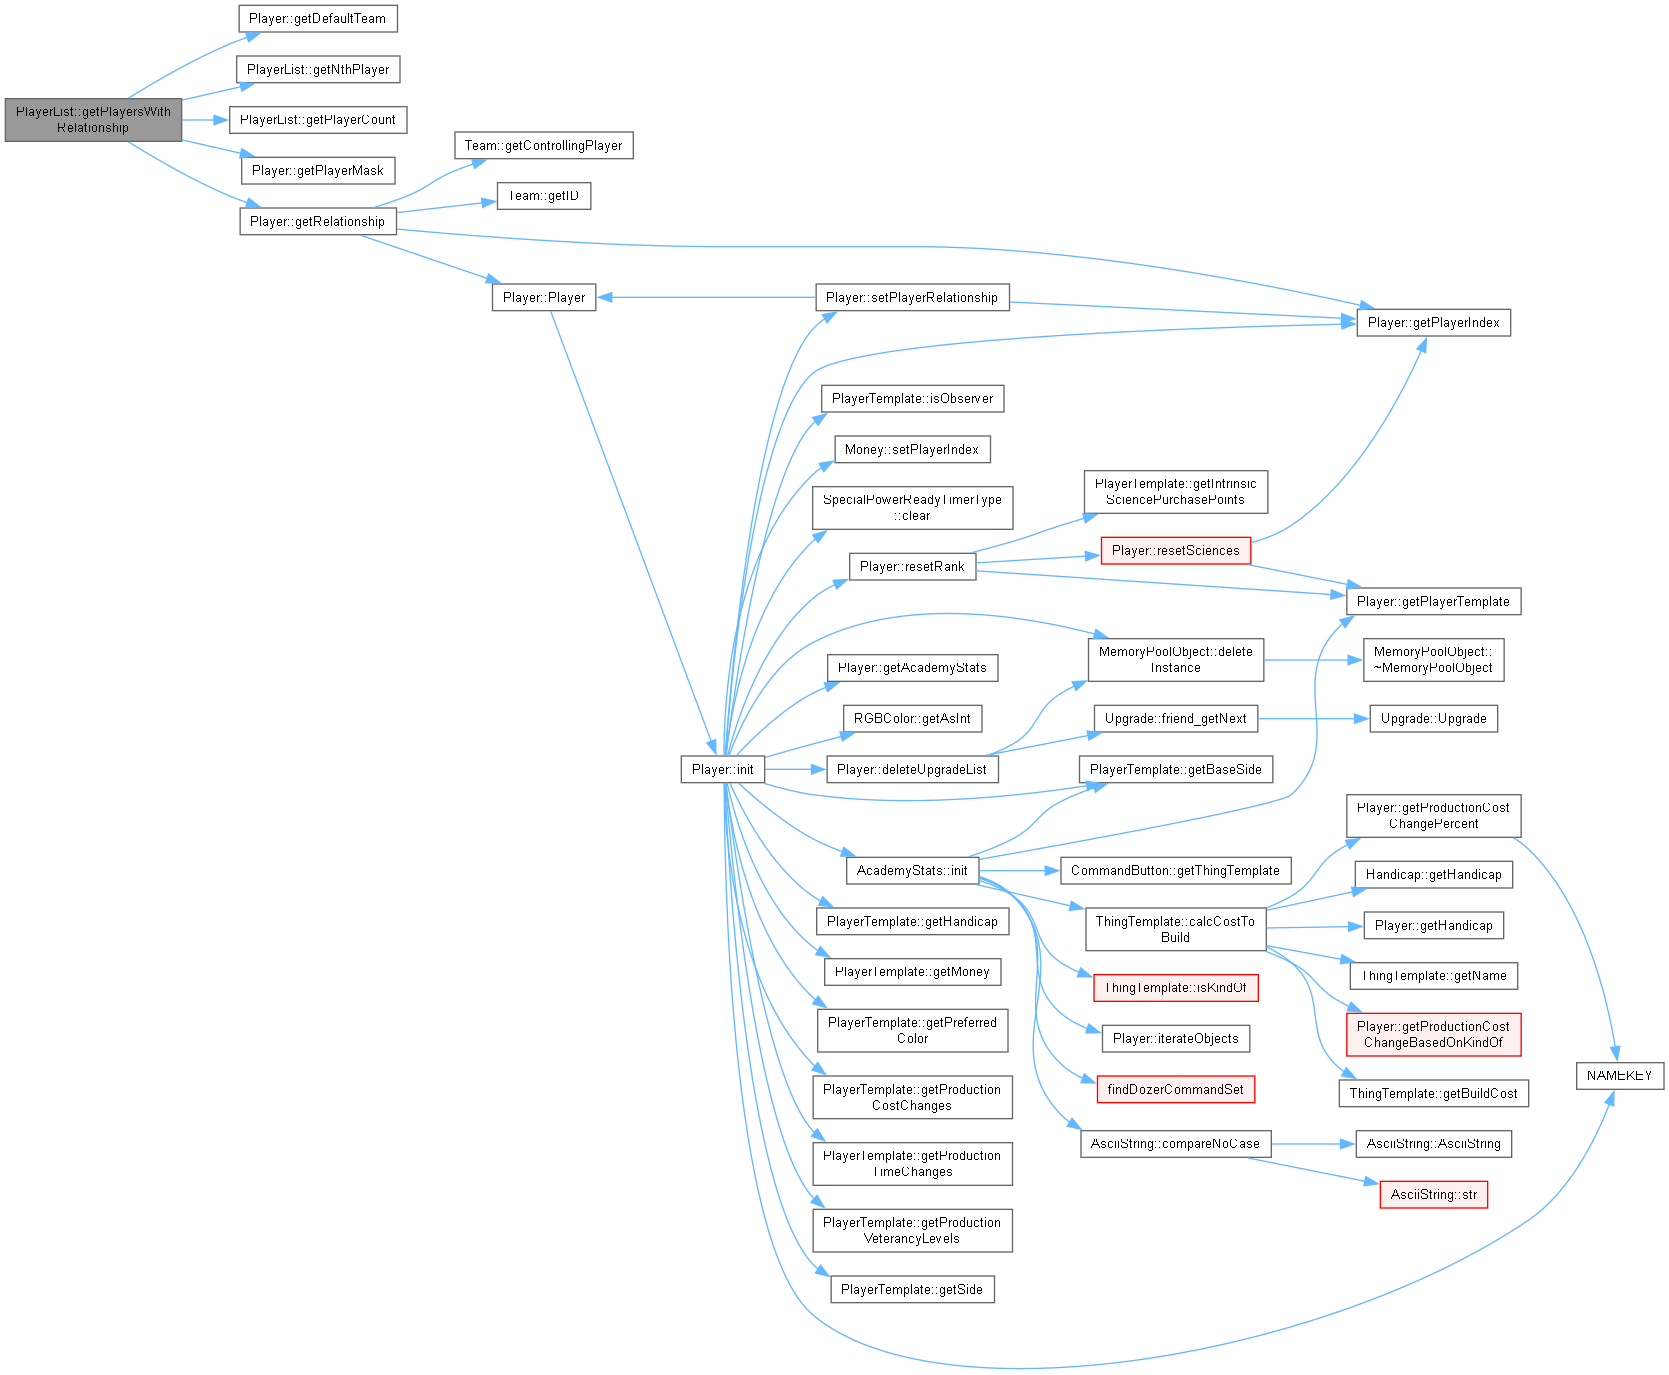 Player::getDefaultTeam
PlayerList::getNthPlayer
PlayerList::getPlayersWith
Relationship
PlayerList::getPlayerCount
Player::getPlayerMask
Player::getRelationship
Team::getControllingPlayer
Team::getID
Player::Player
Player::setPlayerRelationship
Player::getPlayerIndex
PlayerTemplate::isObserver
Money::setPlayerIndex
SpecialPowerReadyTimerType
::clear
Player::resetRank
PlayerTemplate::getIntrinsic
SciencePurchasePoints
Player::resetSciences
Player::getPlayerTemplate
MemoryPoolObject::delete
Instance
MemoryPoolObject::
~MemoryPoolObject
Player::getAcademyStats
RGBColor::getAsInt
Upgrade::friend_getNext
Upgrade::Upgrade
Player::init
Player::deleteUpgradeList
PlayerTemplate::getBaseSide
AcademyStats::init
CommandButton::getThingTemplate
Player::getProductionCost
ChangePercent
Handicap::getHandicap
PlayerTemplate::getHandicap
ThingTemplate::calcCostTo
Build
Player::getHandicap
PlayerTemplate::getMoney
ThingTemplate::isKindOf
ThingTemplate::getName
PlayerTemplate::getPreferred
Color
Player::iterateObjects
Player::getProductionCost
ChangeBasedOnKindOf
PlayerTemplate::getProduction
CostChanges
findDozerCommandSet
ThingTemplate::getBuildCost
NAMEKEY
PlayerTemplate::getProduction
TimeChanges
AsciiString::compareNoCase
AsciiString::AsciiString
AsciiString::str
PlayerTemplate::getProduction
VeterancyLevels
PlayerTemplate::getSide